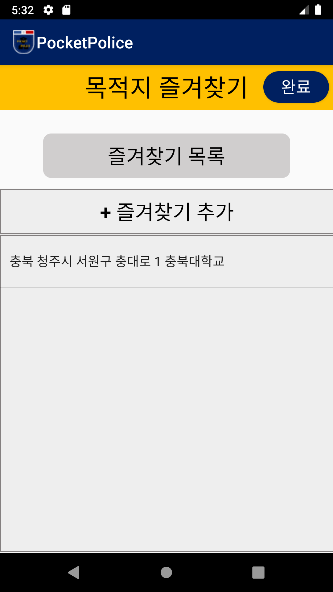 5:32
PocketPolice
목적지 즐겨찾기
완료
즐겨찾기 목록
+ 즐겨찾기 추가
충북 청주시 서원구 충대로 1 충북대학교